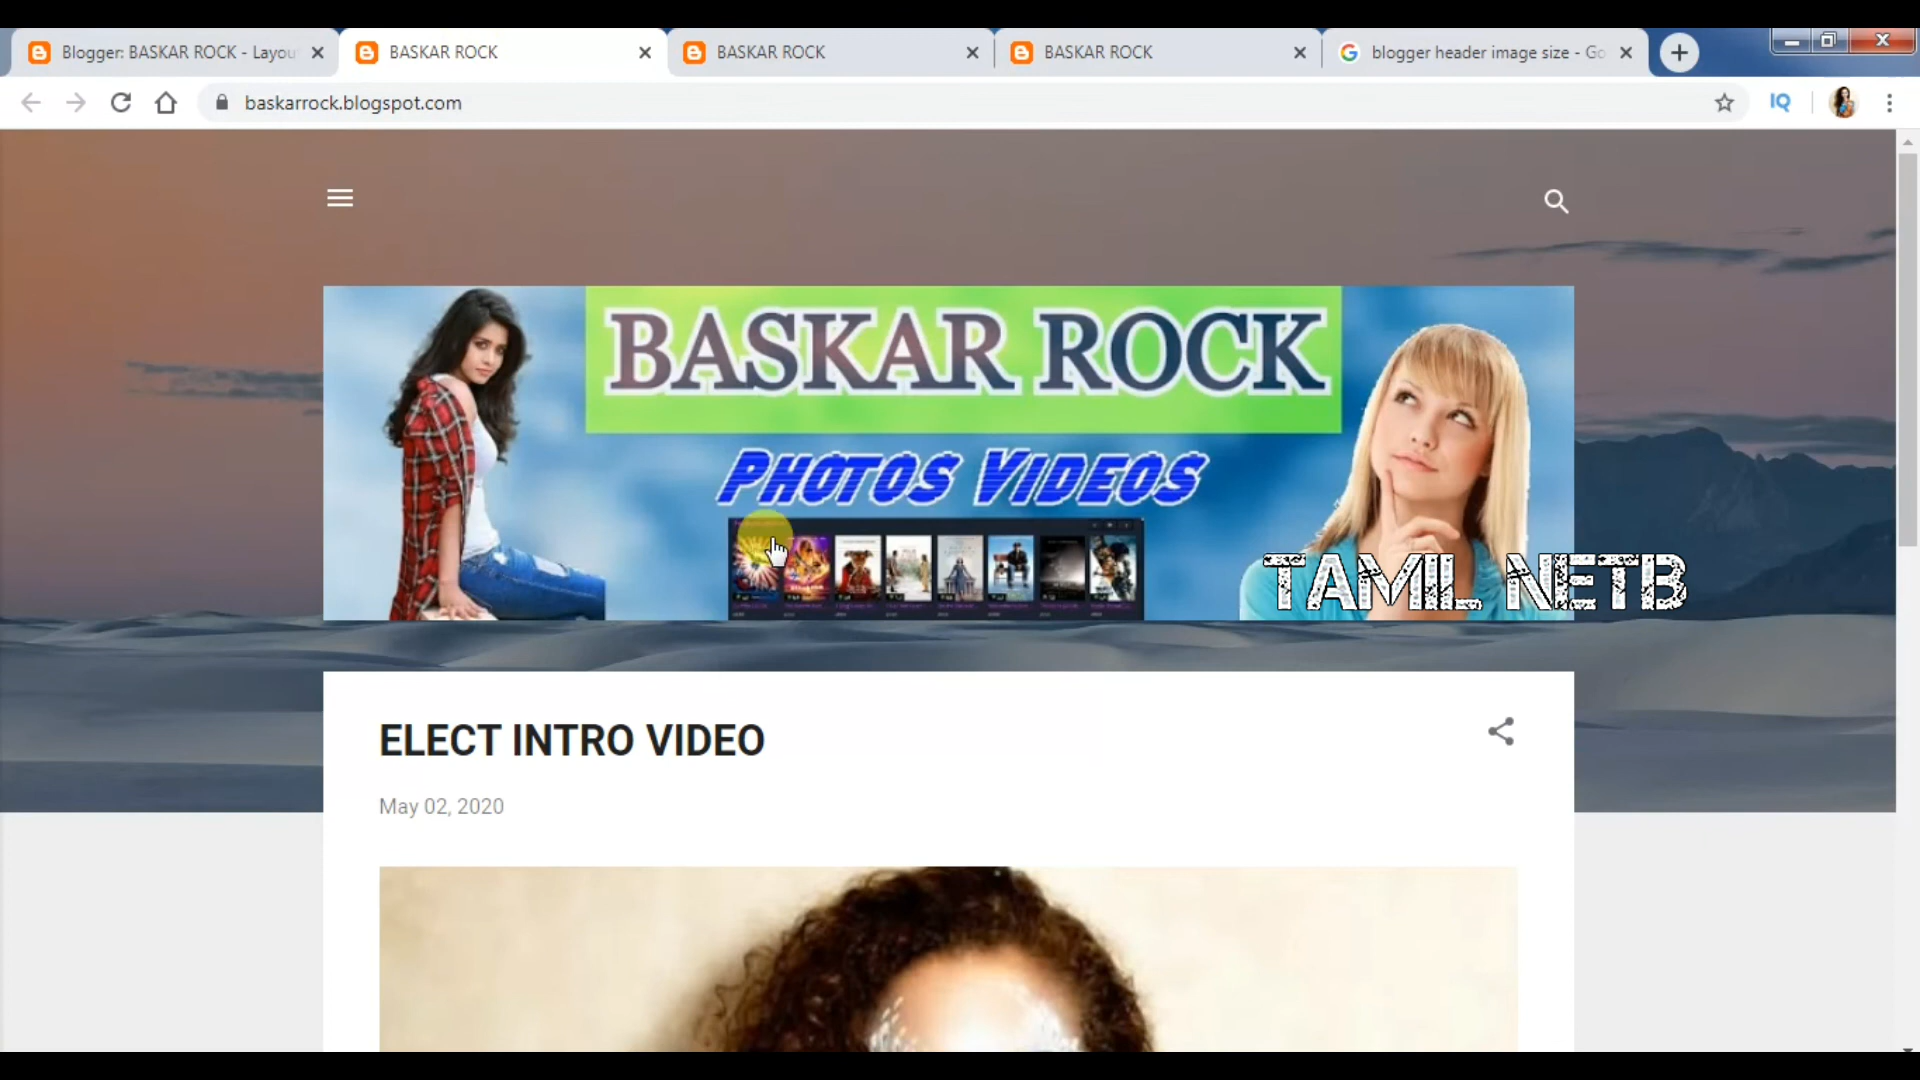 Blogger: BASKAR ROCK - Layou
BASKAR ROCK
BASKAR ROCK
BASKAR ROCK
blogger header image size - Go
baskarrock.blogspot.com
IQ
BASKAR ROCK
PHOTOS VIDEOS
TAMIL NETB
ELECT INTRO VIDEO
May 02, 2020